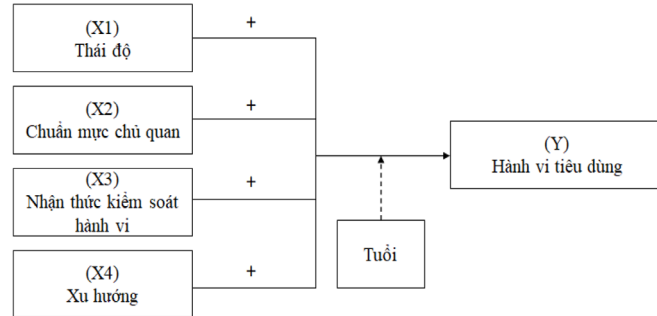 (X1)
Thái độ
+
(X2)
Chuẩn mực chủ quan
+
(X3)
Nhận thức kiểm soát
hành vi
+
(X4)
Xu hướng
+
(Y)
Hành vi tiêu dùng
Tuổi